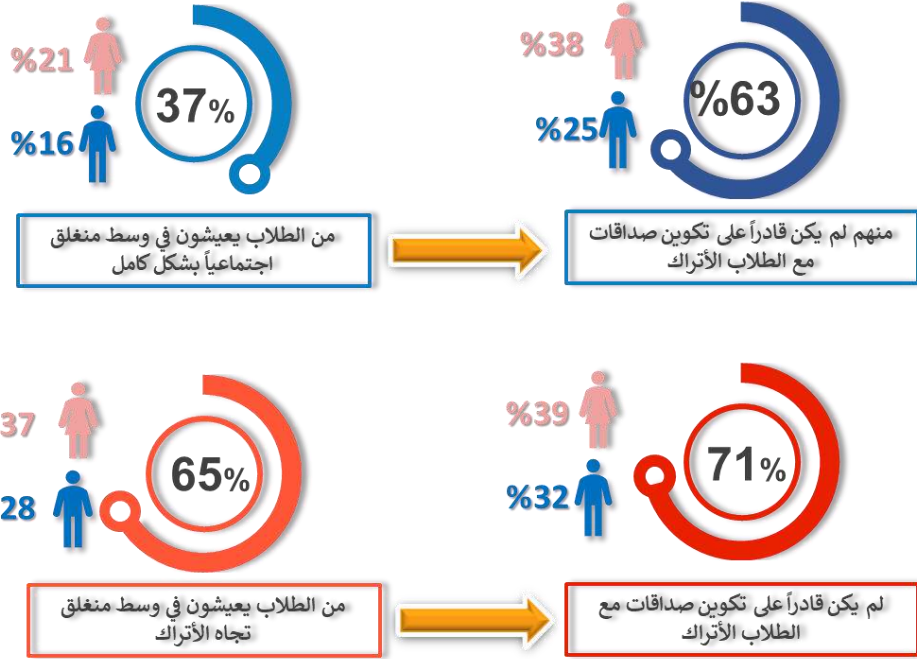 %21
37%
%16
من الطلاب يعيشون في وسط منغلق
اجتماعياً بشكل كامل
%38
%63
%25
منهم لم يكن قادراً على تكوين صداقات
مع الطلاب الأتراك
37
65%
28
من الطلاب يعيشون في وسط منغلق
تجاه الأتراك
%39
71%
%32
لم يكن قادراً على تكوين صداقات مع
الطلاب الأتراك